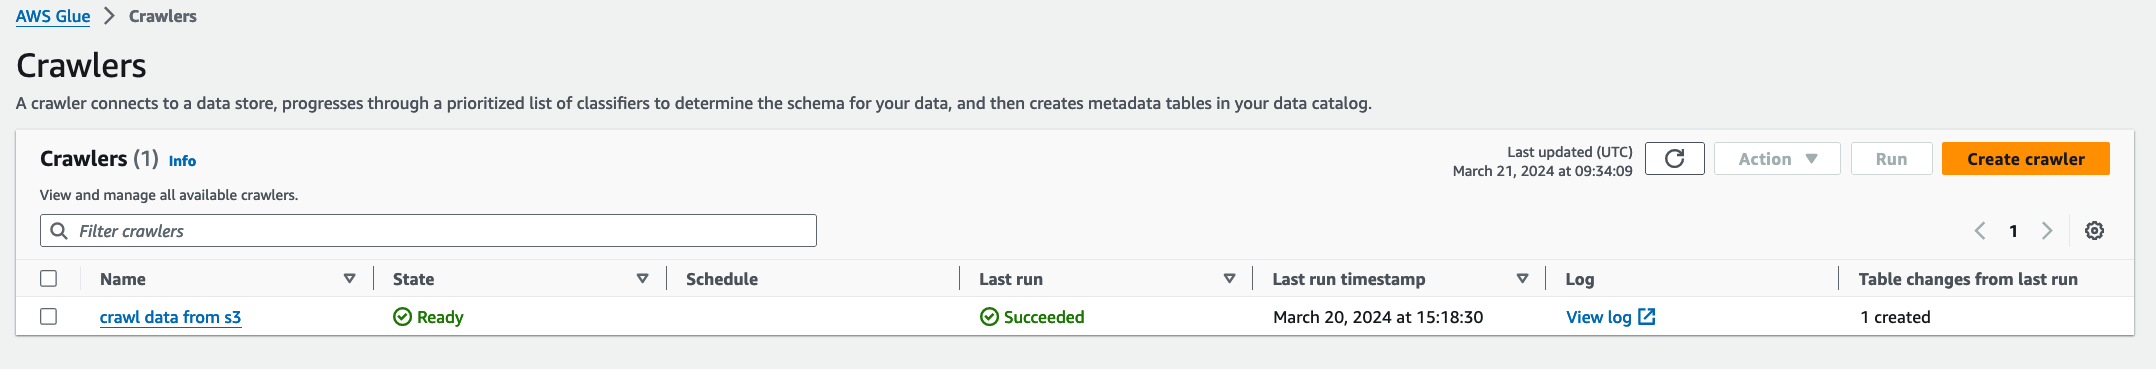 AWS Glue > Crawlers
Crawlers
A crawler connects to a data store, progresses through a prioritized list of classifiers to determine the schema for your data, and then creates metadata tables in your data catalog.
Crawlers (1) Info
View and manage all available crawlers.
Last updated (UTC)
March 21, 2024 at 09:34:09
Action Run Create crawler
Filter crawlers
1
Name State Schedule Last run Last run timestamp Log Table changes from last run
crawl data from s3 Ready Succeeded March 20, 2024 at 15:18:30 View log 1 created